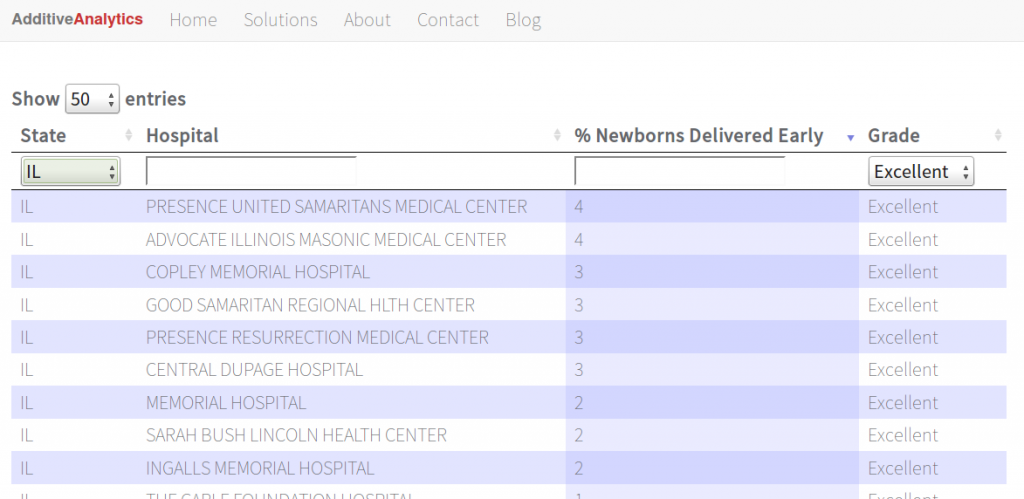 AdditiveAnalytics Home Solutions About Contact Blog
Show 50 entries
State Hospital % Newborns Delivered Early Grade
IL Excellent
IL PRESENCE UNITED SAMARITANS MEDICAL CENTER 4 Excellent
IL ADVOCATE ILLINOIS MASONIC MEDICAL CENTER 4 Excellent
IL COPLEY MEMORIAL HOSPITAL 3 Excellent
IL GOOD SAMARITAN REGIONAL HLTH CENTER 3 Excellent
IL PRESENCE RESURRECTION MEDICAL CENTER 3 Excellent
IL CENTRAL DUPAGE HOSPITAL 3 Excellent
IL MEMORIAL HOSPITAL 2 Excellent
IL SARAH BUSH LINCOLN HEALTH CENTER 2 Excellent
IL INGALLS MEMORIAL HOSPITAL 2 Excellent
IL THE CARLE FOUNDATION HOSPITAL 1 Excellent